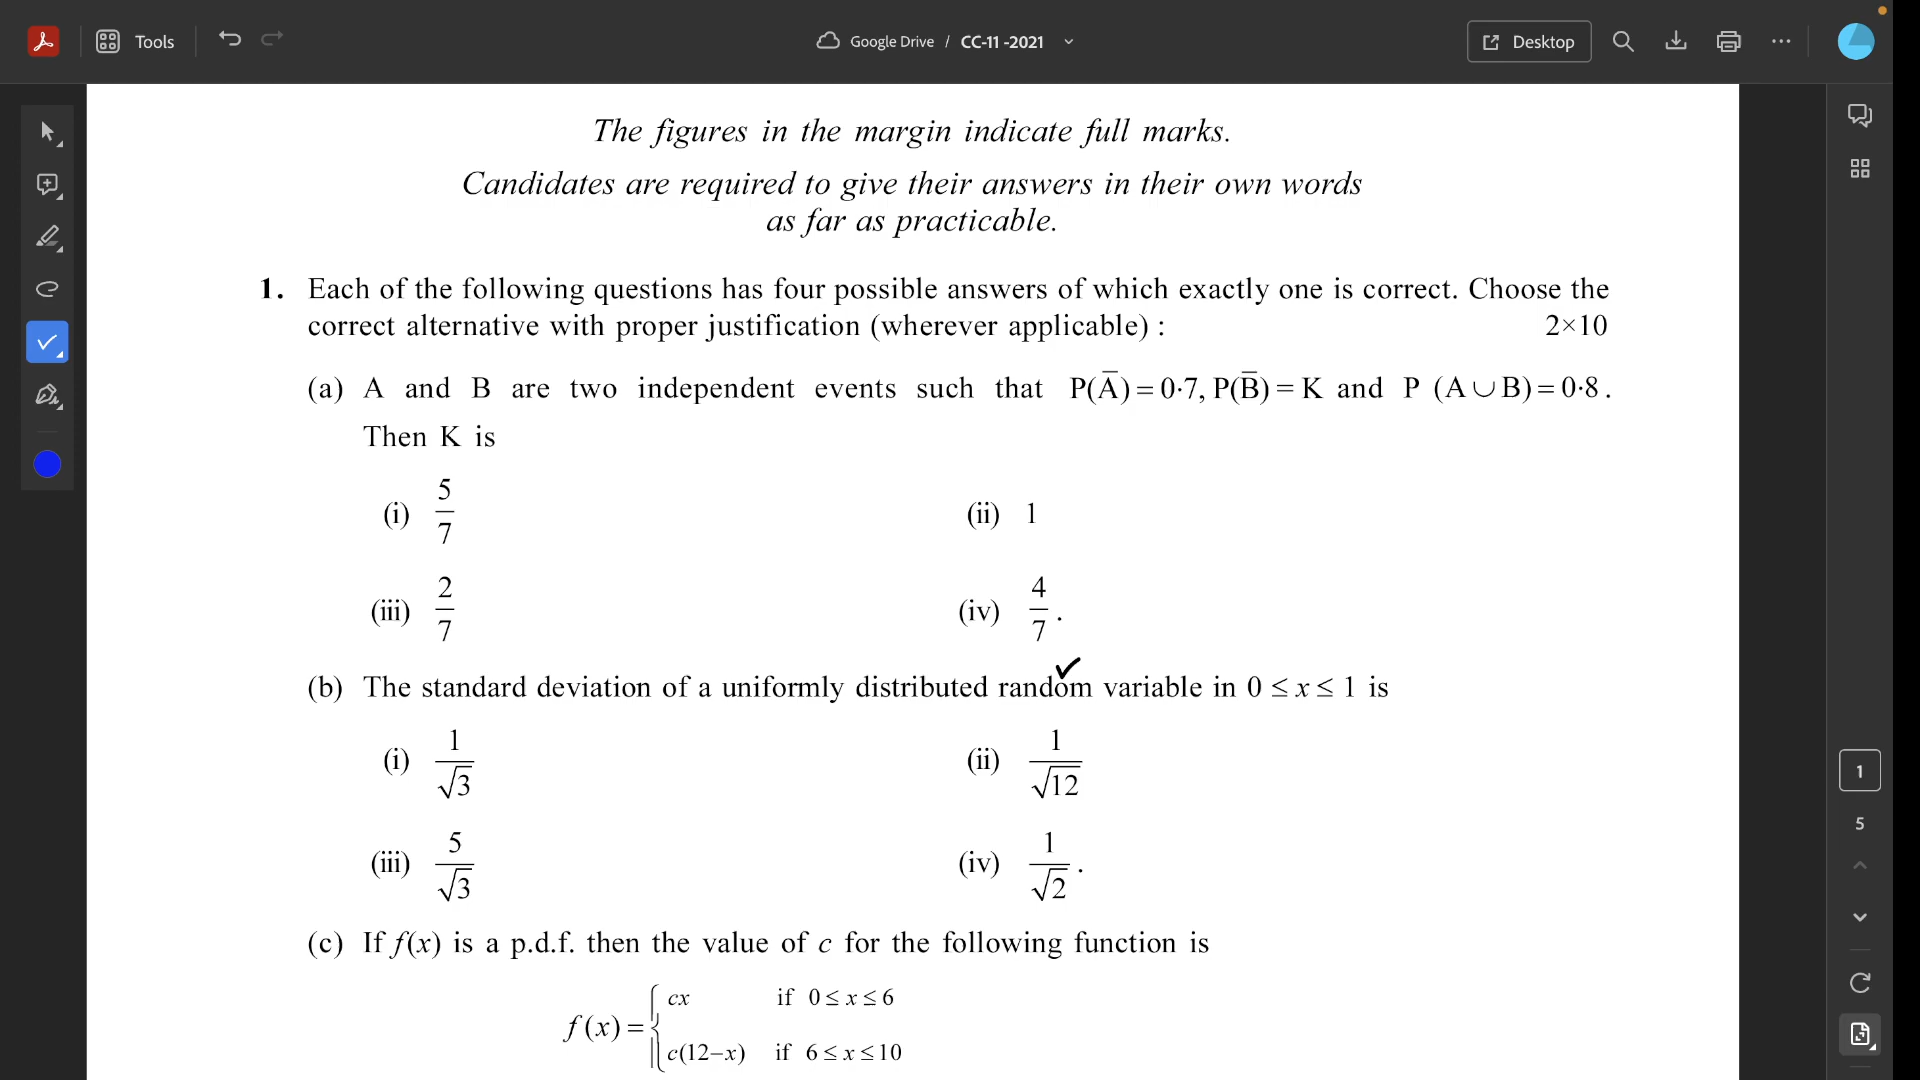 Tools
Google Drive / CC-11 -2021
Desktop
The figures in the margin indicate full marks.
Candidates are required to give their answers in their own words
as far as practicable.
1. Each of the following questions has four possible answers of which exactly one is correct. Choose the
correct alternative with proper justification (wherever applicable) : 2×10
(a) A and B are two independent events such that P(A̅) = 0·7, P(B̅) = K and P (A ∪ B) = 0·8.
Then K is
(i) 5/7 (ii) 1
(iii) 2/7 (iv) 4/7 .
(b) The standard deviation of a uniformly distributed random variable in 0 ≤ x ≤ 1 is
(i) 1/√3 (ii) 1/√12
(iii) 5/√3 (iv) 1/√2 .
(c) If f(x) is a p.d.f. then the value of c for the following function is
f(x) = { cx if 0 ≤ x ≤ 6
c(12–x) if 6 ≤ x ≤ 10
1
5